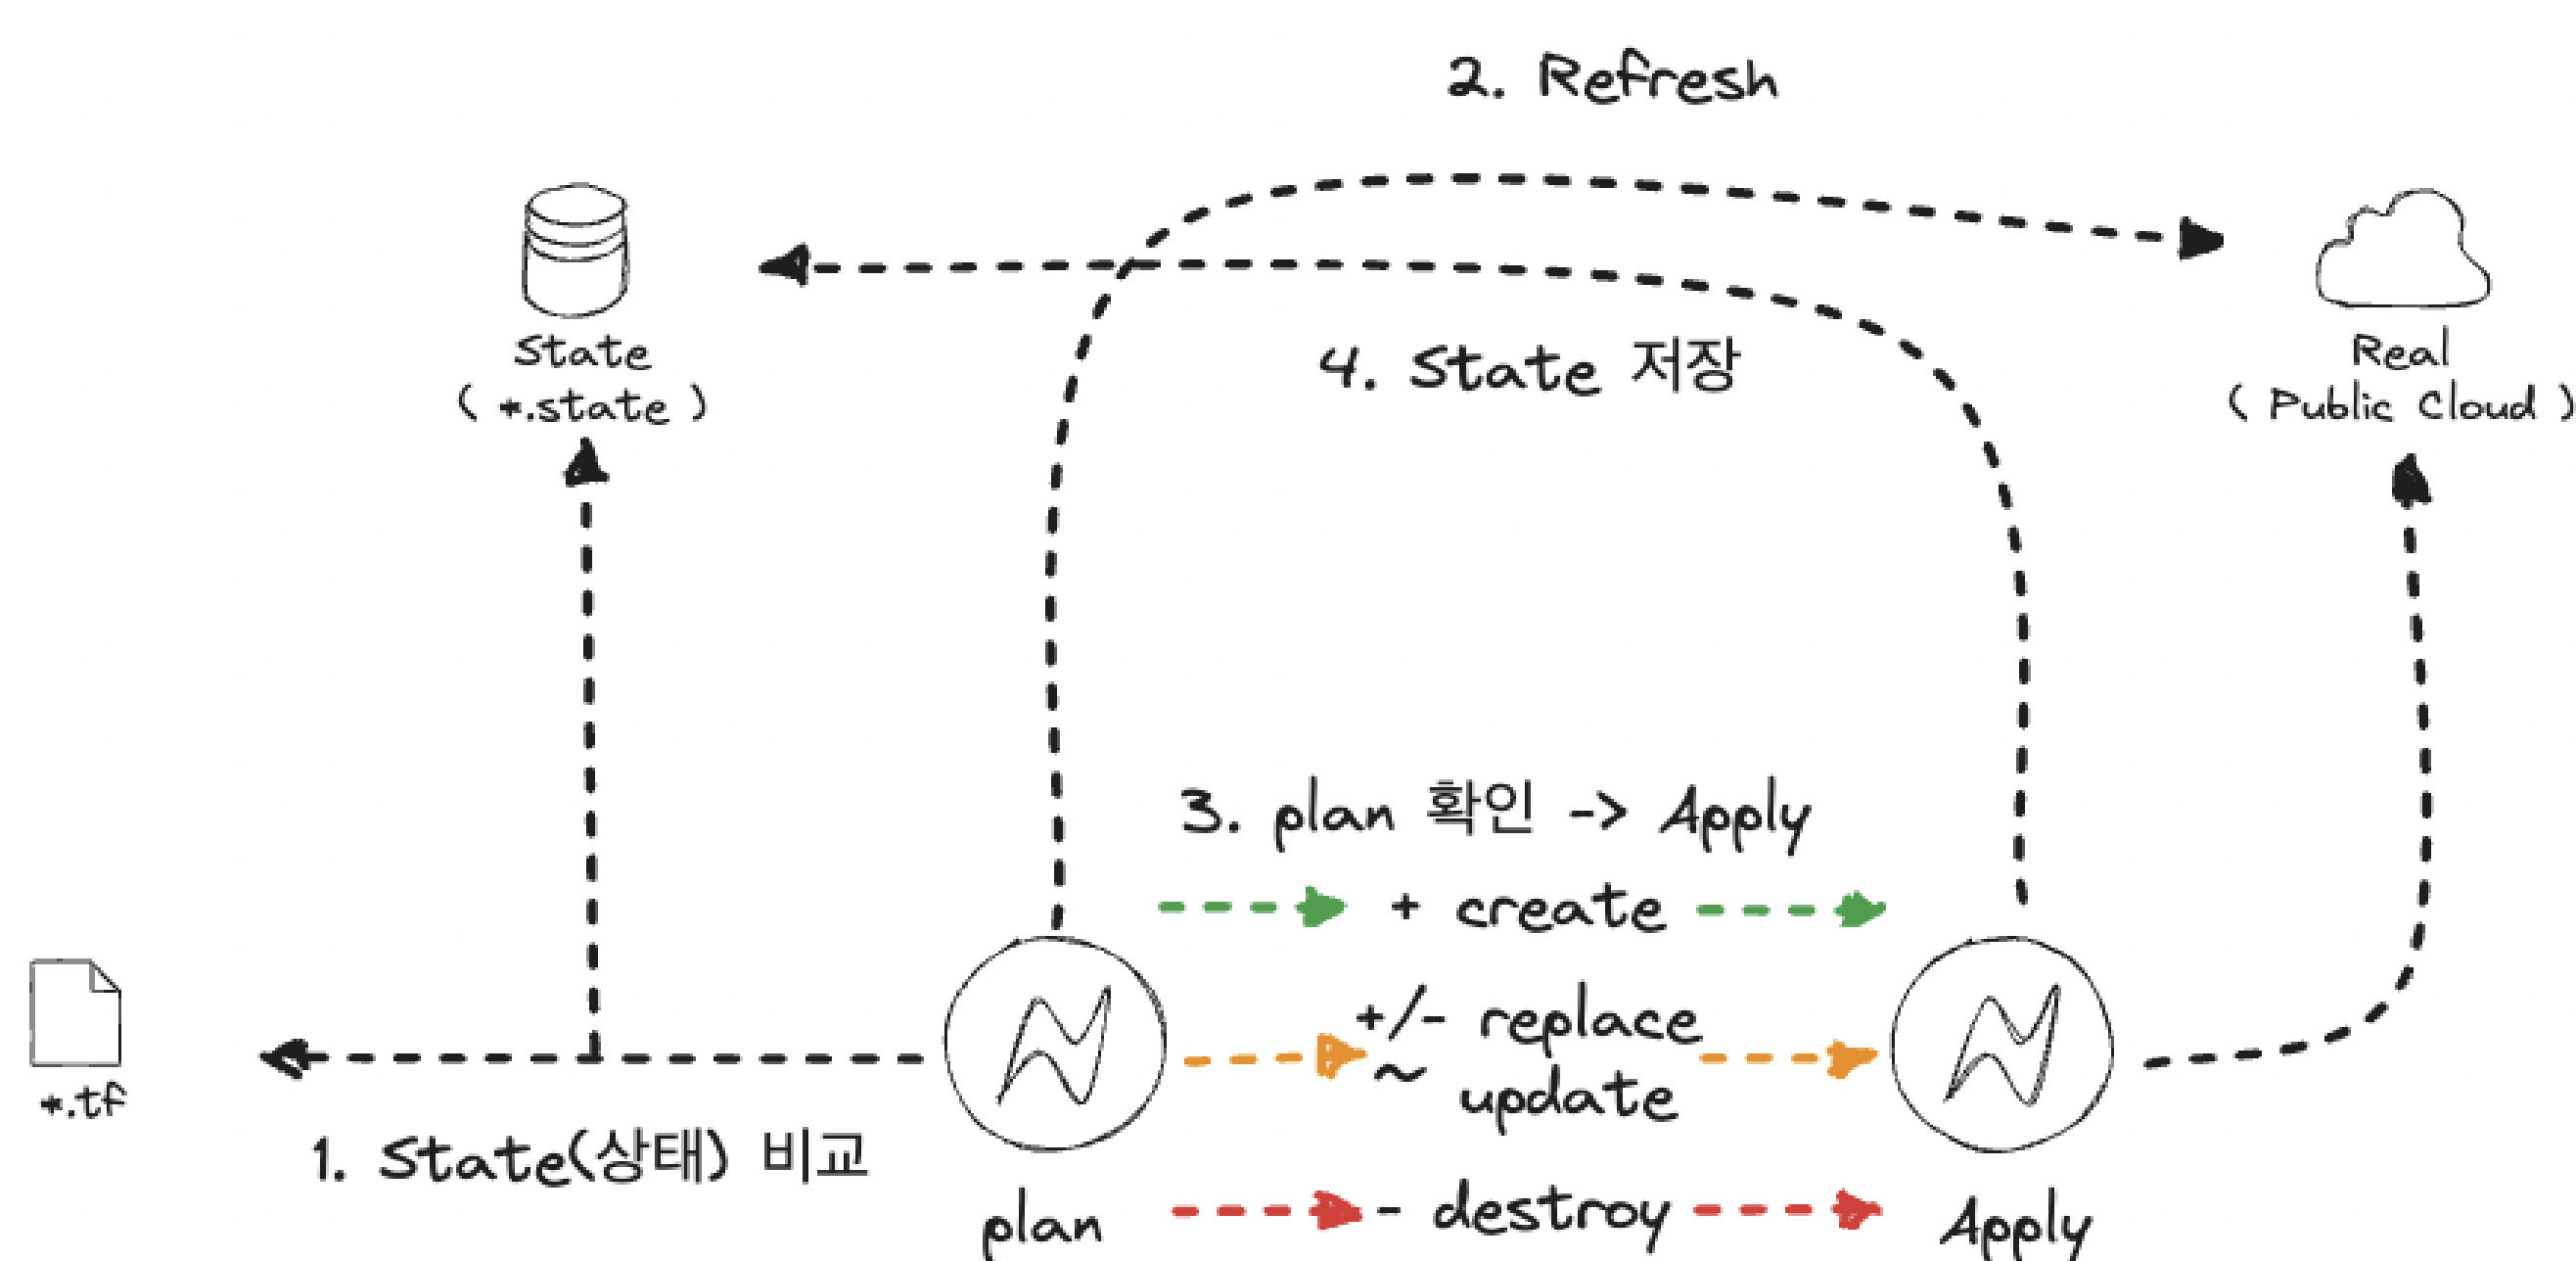 2. Refresh
State
( *.state )
4. State 저장
Real
( Public Cloud )
3. plan 확인 -> Apply
+ create
+/- replace
~ update
*.tf
1. State(상태) 비교
- destroy
plan
Apply